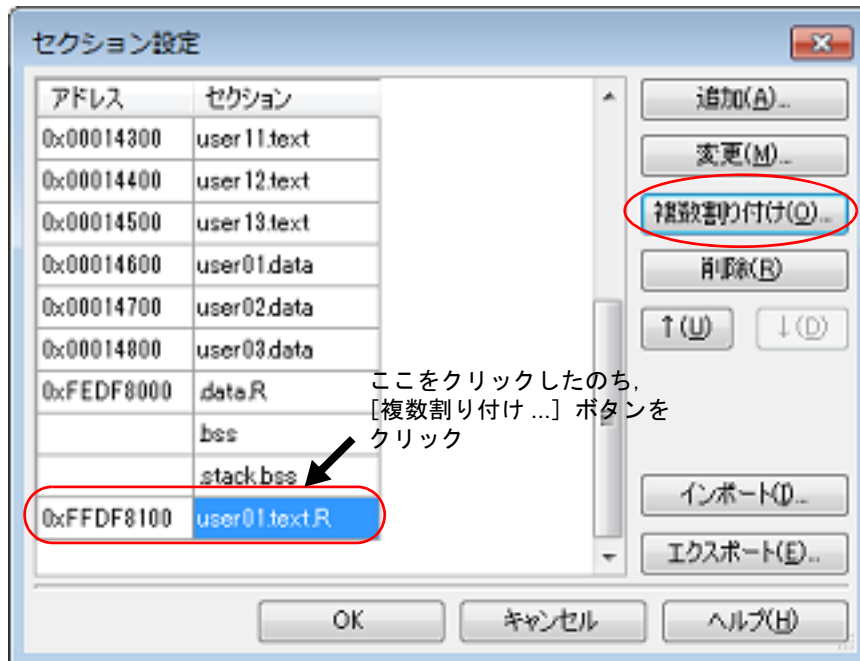 セクション設定
アドレス セクション
0x00014300 user11.text
0x00014400 user12.text
0x00014500 user13.text
0x00014600 user01.data
0x00014700 user02.data
0x00014800 user03.data
0xFEDF8000 .data.R
.bss
.stack.bss
0xFFDF8100 user01.text.R
ここをクリックしたのち,
[複数割り付け ...] ボタンを
クリック
追加(A)...
変更(M)...
複数割り付け(O)...
削除(R)
↑(U) ↓(D)
インポート(I)...
エクスポート(E)...
OK キャンセル ヘルプ(H)